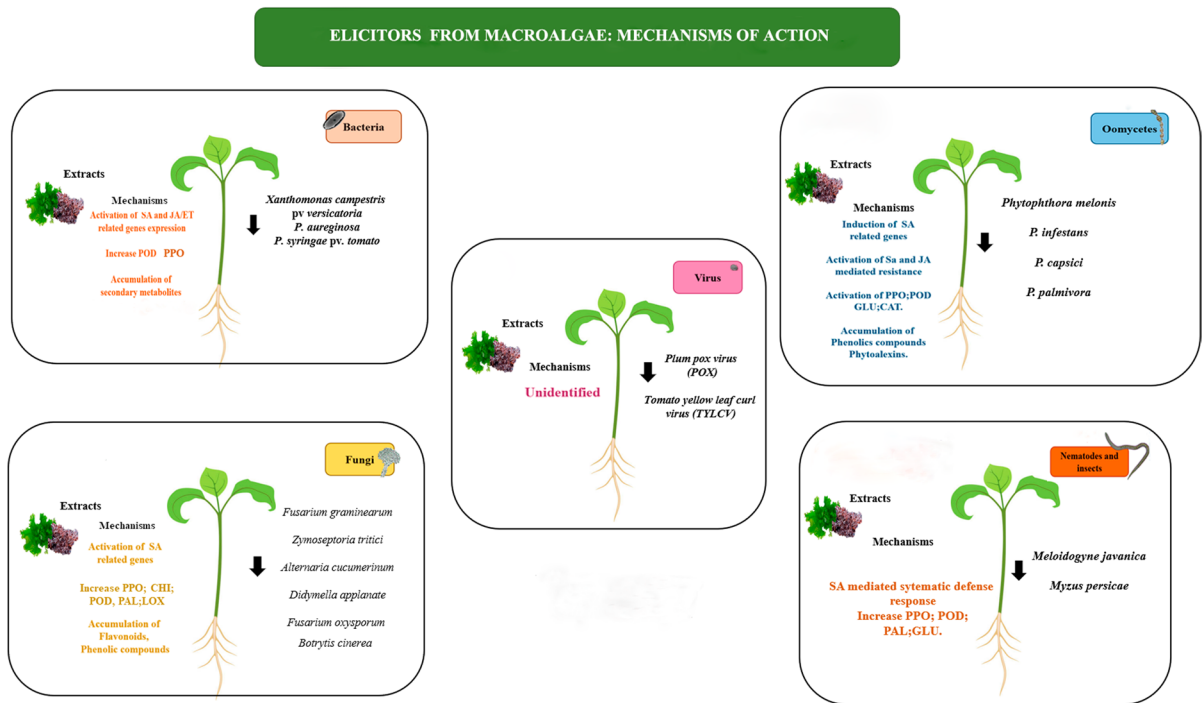 ELICITORS FROM MACROALGAE: MECHANISMS OF ACTION
Bacteria
Extracts
Mechanisms
Activation of SA and JA/ET
related genes expression
Increase POD PPO
Accumulation of
secondary metabolites
Xanthomonas campestris
pv versicatoria
P. aureginosa
P. syringae pv. tomato
Oomycetes
Extracts
Mechanisms
Induction of SA
related genes
Activation of Sa and JA
mediated resistance
Activation of PPO;POD
GLU;CAT.
Accumulation of
Phenolics compounds
Phytoalexins.
Phytophthora melonis
P. infestans
P. capsici
P. palmivora
Virus
Extracts
Mechanisms
Unidentified
Plum pox virus
(POX)
Tomato yellow leaf curl
virus (TYLCV)
Fungi
Extracts
Mechanisms
Activation of SA
related genes
Increase PPO; CHI;
POD, PAL;LOX
Accumulation of
Flavonoids,
Phenolic compounds
Fusarium graminearum
Zymoseptoria tritici
Alternaria cucumerinum
Didymella applanate
Fusarium oxysporum
Botrytis cinerea
Nematodes and
insects
Extracts
Mechanisms
SA mediated sytematic defense
response
Increase PPO; POD;
PAL;GLU.
Meloidogyne javanica
Myzus persicae